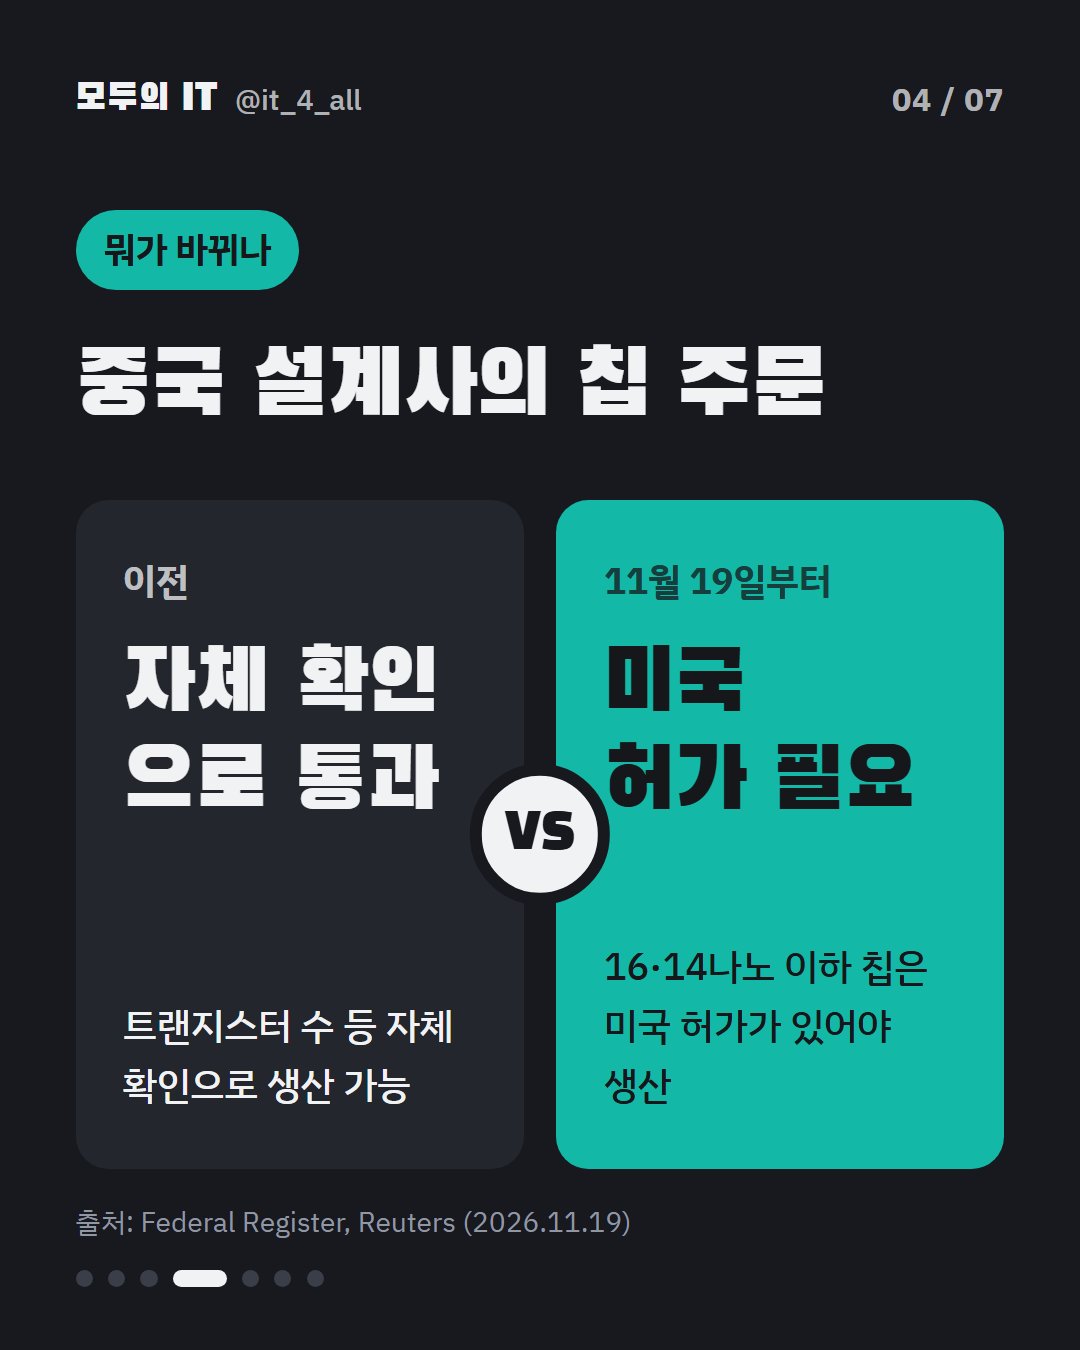 모두의 IT @it_4_all
04 / 07
뭐가 바뀌나
중국 설계사의 칩 주문
이전
자체 확인
으로 통과
트랜지스터 수 등 자체
확인으로 생산 가능
VS
11월 19일부터
미국
허가 필요
16·14나노 이하 칩은
미국 허가가 있어야
생산
출처: Federal Register, Reuters (2026.11.19)